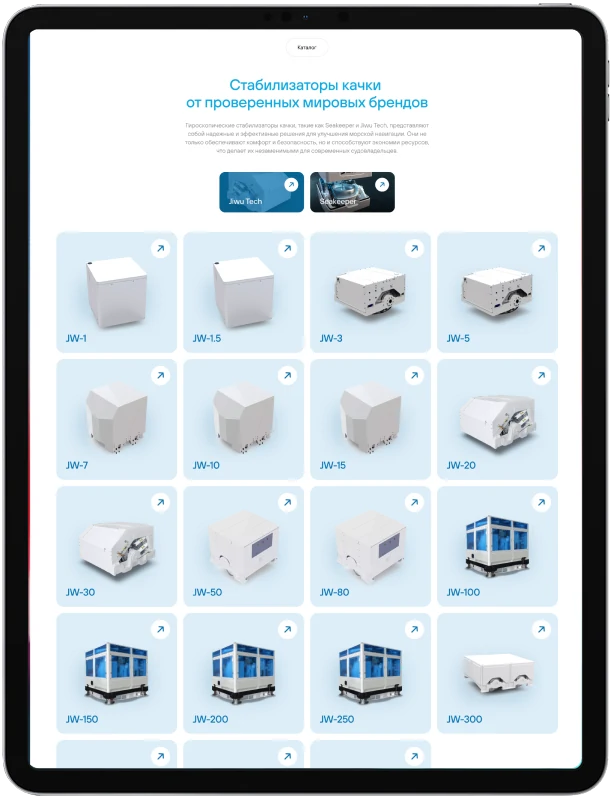 Каталог
Стабилизаторы качки
от проверенных мировых брендов
Гироскопические стабилизаторы качки, такие как Seakeeper и Jiwu Tech, представляют
собой надежные и эффективные решения для улучшения морской навигации. Они не
только обеспечивают комфорт и безопасность, но и способствуют экономии ресурсов,
что делает их незаменимыми для современных судовладельцев.
Jiwu Tech
Seakeeper
JW-1
JW-1.5
JW-3
JW-5
JW-7
JW-10
JW-15
JW-20
JW-30
JW-50
JW-80
JW-100
JW-150
JW-200
JW-250
JW-300